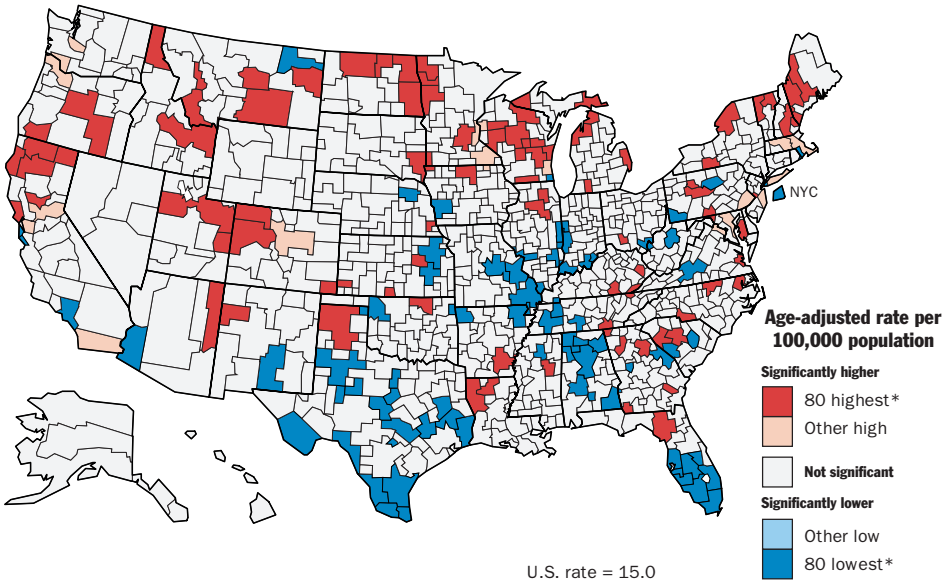 NYC
Age-adjusted rate per
100,000 population
Significantly higher
80 highest*
Other high
Not significant
Significantly lower
Other low
80 lowest*
U.S. rate = 15.0